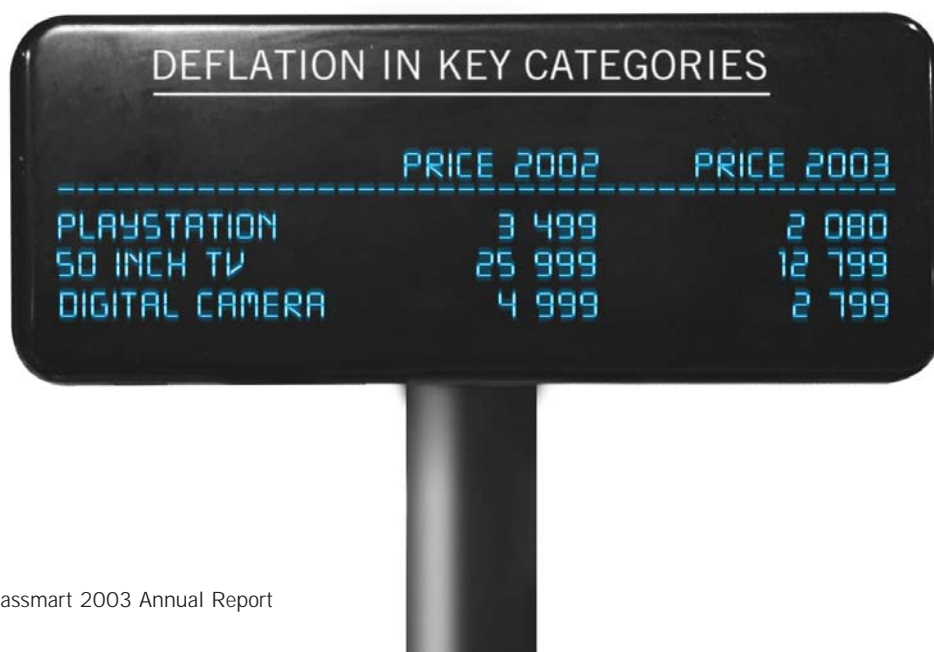 DEFLATION IN KEY CATEGORIES
PRICE 2002 PRICE 2003
PLAYSTATION 3 499 2 080
50 INCH TV 25 999 12 799
DIGITAL CAMERA 4 999 2 799
assmart 2003 Annual Report